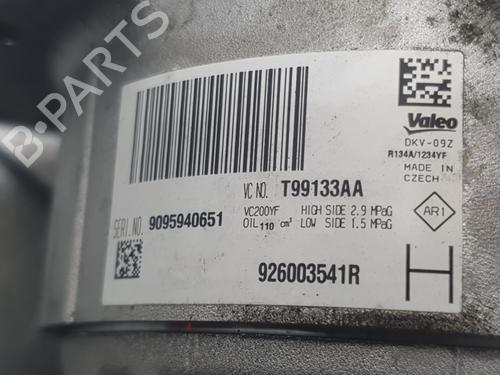 B-PARTS
Valeo
DKV-09Z
R134A/1234YF
MADE IN
CZECH
VC NO. T99133AA
SERI.NO. 9095940651
VC200YF HIGH SIDE 2.9 MPaG
OIL 110 cm³ LOW SIDE 1.5 MPaG
AR1
926003541R
H